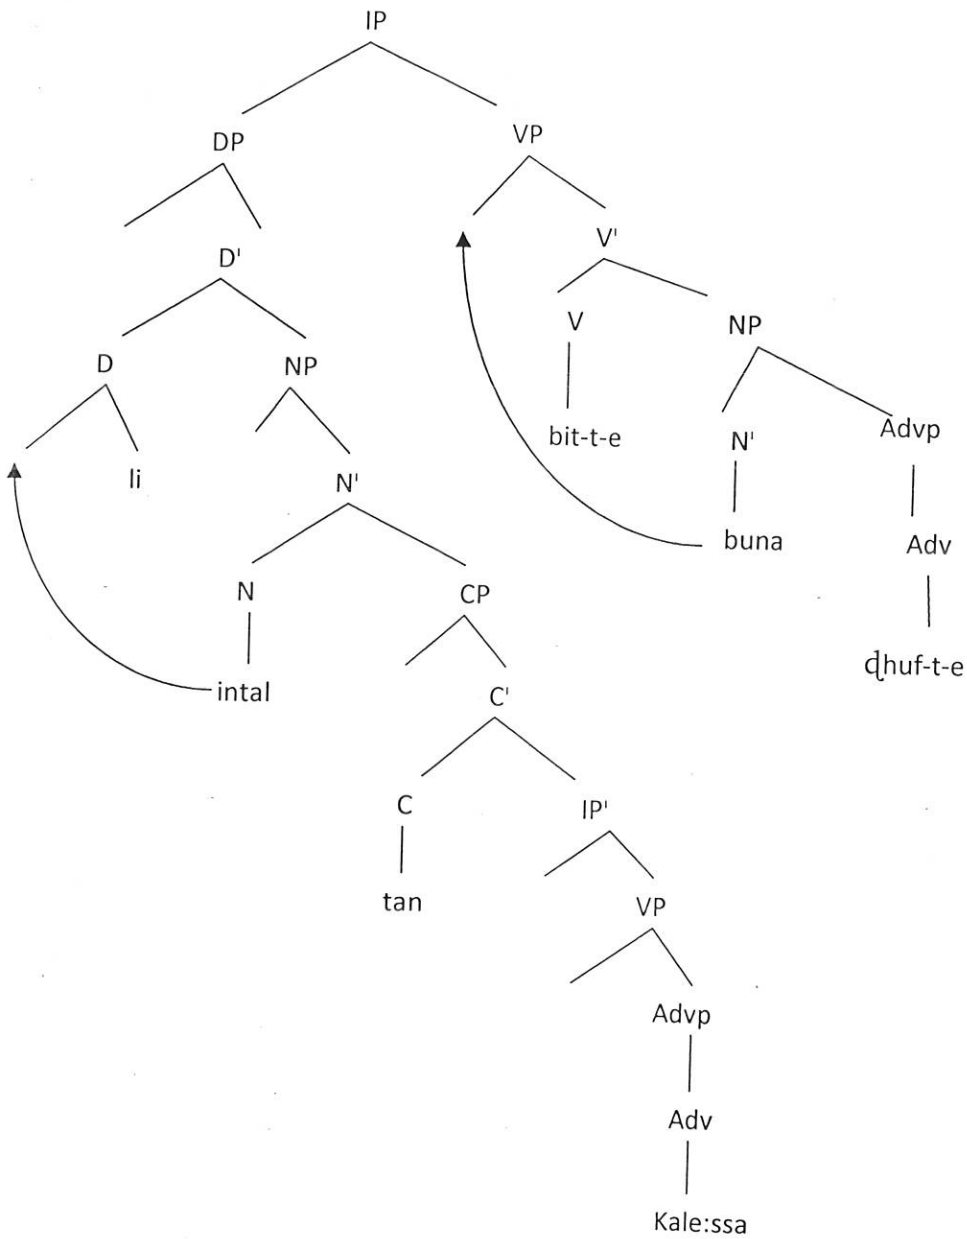 IP
DP VP
D' V'
D NP V NP
li N' bit-t-e N' Advp
N CP buna Adv
intal C' ɖhuf-t-e
C IP'
tan VP
Advp
Adv
Kale:ssa